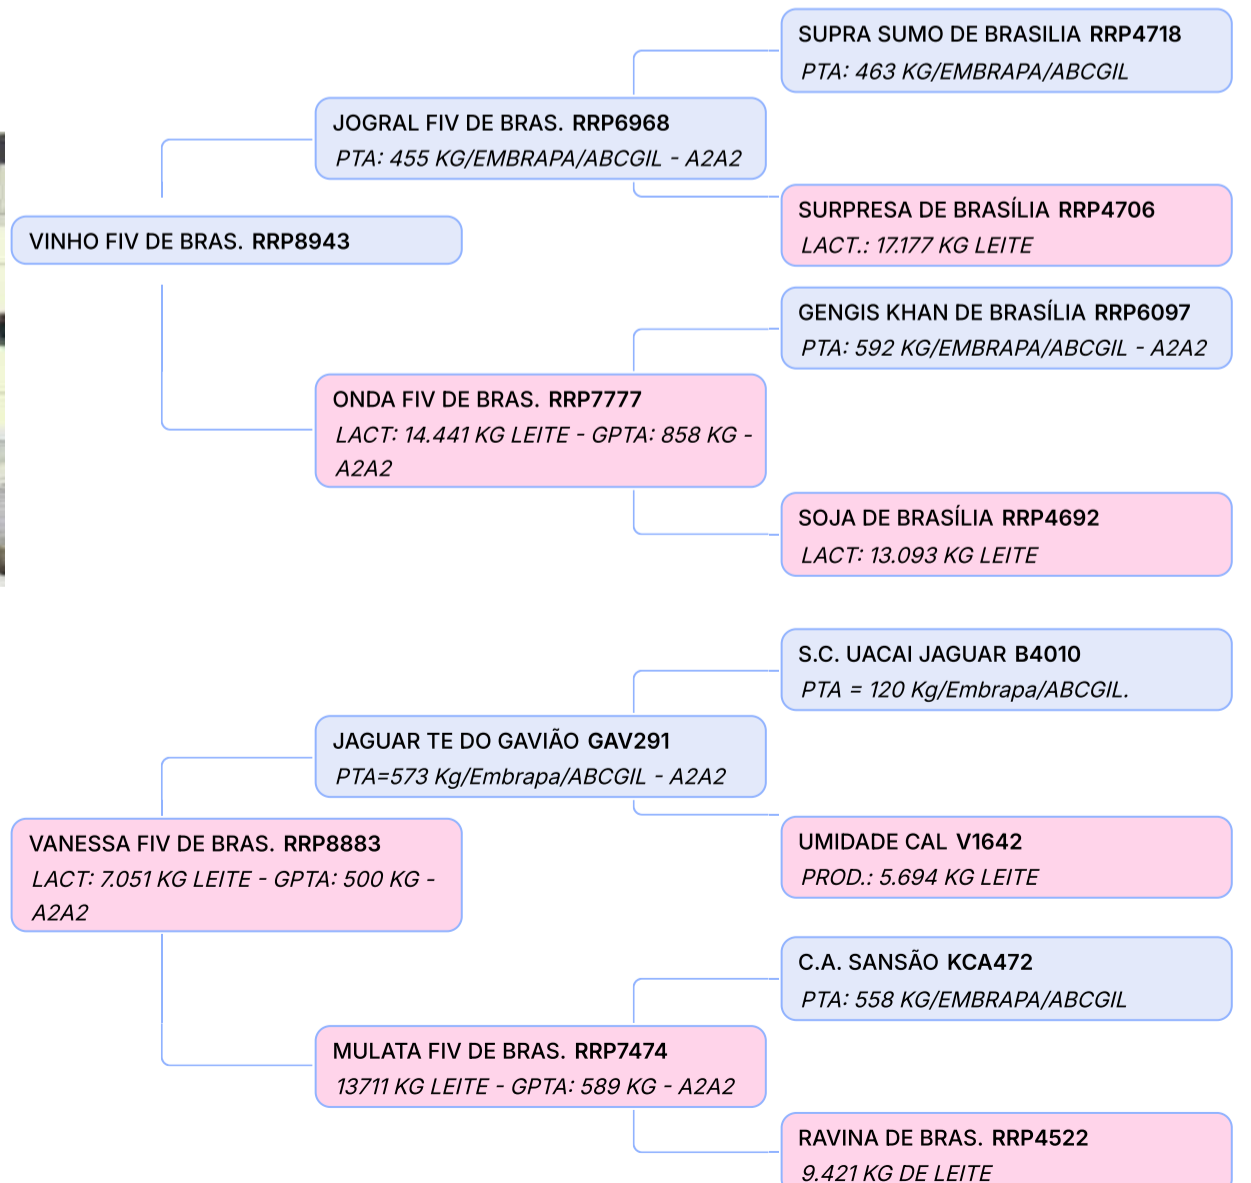 SUPRA SUMO DE BRASILIA RRP4718
PTA: 463 KG/EMBRAPA/ABCGIL
JOGRAL FIV DE BRAS. RRP6968
PTA: 455 KG/EMBRAPA/ABCGIL - A2A2
SURPRESA DE BRASÍLIA RRP4706
LACT.: 17.177 KG LEITE
VINHO FIV DE BRAS. RRP8943
GENGIS KHAN DE BRASÍLIA RRP6097
PTA: 592 KG/EMBRAPA/ABCGIL - A2A2
ONDA FIV DE BRAS. RRP7777
LACT: 14.441 KG LEITE - GPTA: 858 KG -
A2A2
SOJA DE BRASÍLIA RRP4692
LACT: 13.093 KG LEITE
S.C. UACAI JAGUAR B4010
PTA = 120 Kg/Embrapa/ABCGIL.
JAGUAR TE DO GAVIÃO GAV291
PTA=573 Kg/Embrapa/ABCGIL - A2A2
UMIDADE CAL V1642
PROD.: 5.694 KG LEITE
VANESSA FIV DE BRAS. RRP8883
LACT: 7.051 KG LEITE - GPTA: 500 KG -
A2A2
C.A. SANSÃO KCA472
PTA: 558 KG/EMBRAPA/ABCGIL
MULATA FIV DE BRAS. RRP7474
13711 KG LEITE - GPTA: 589 KG - A2A2
RAVINA DE BRAS. RRP4522
9.421 KG DE LEITE